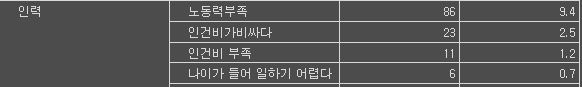 인력 노동력부족 86 9.4
인건비가비싸다 23 2.5
인건비 부족 11 1.2
나이가 들어 일하기 어렵다 6 0.7